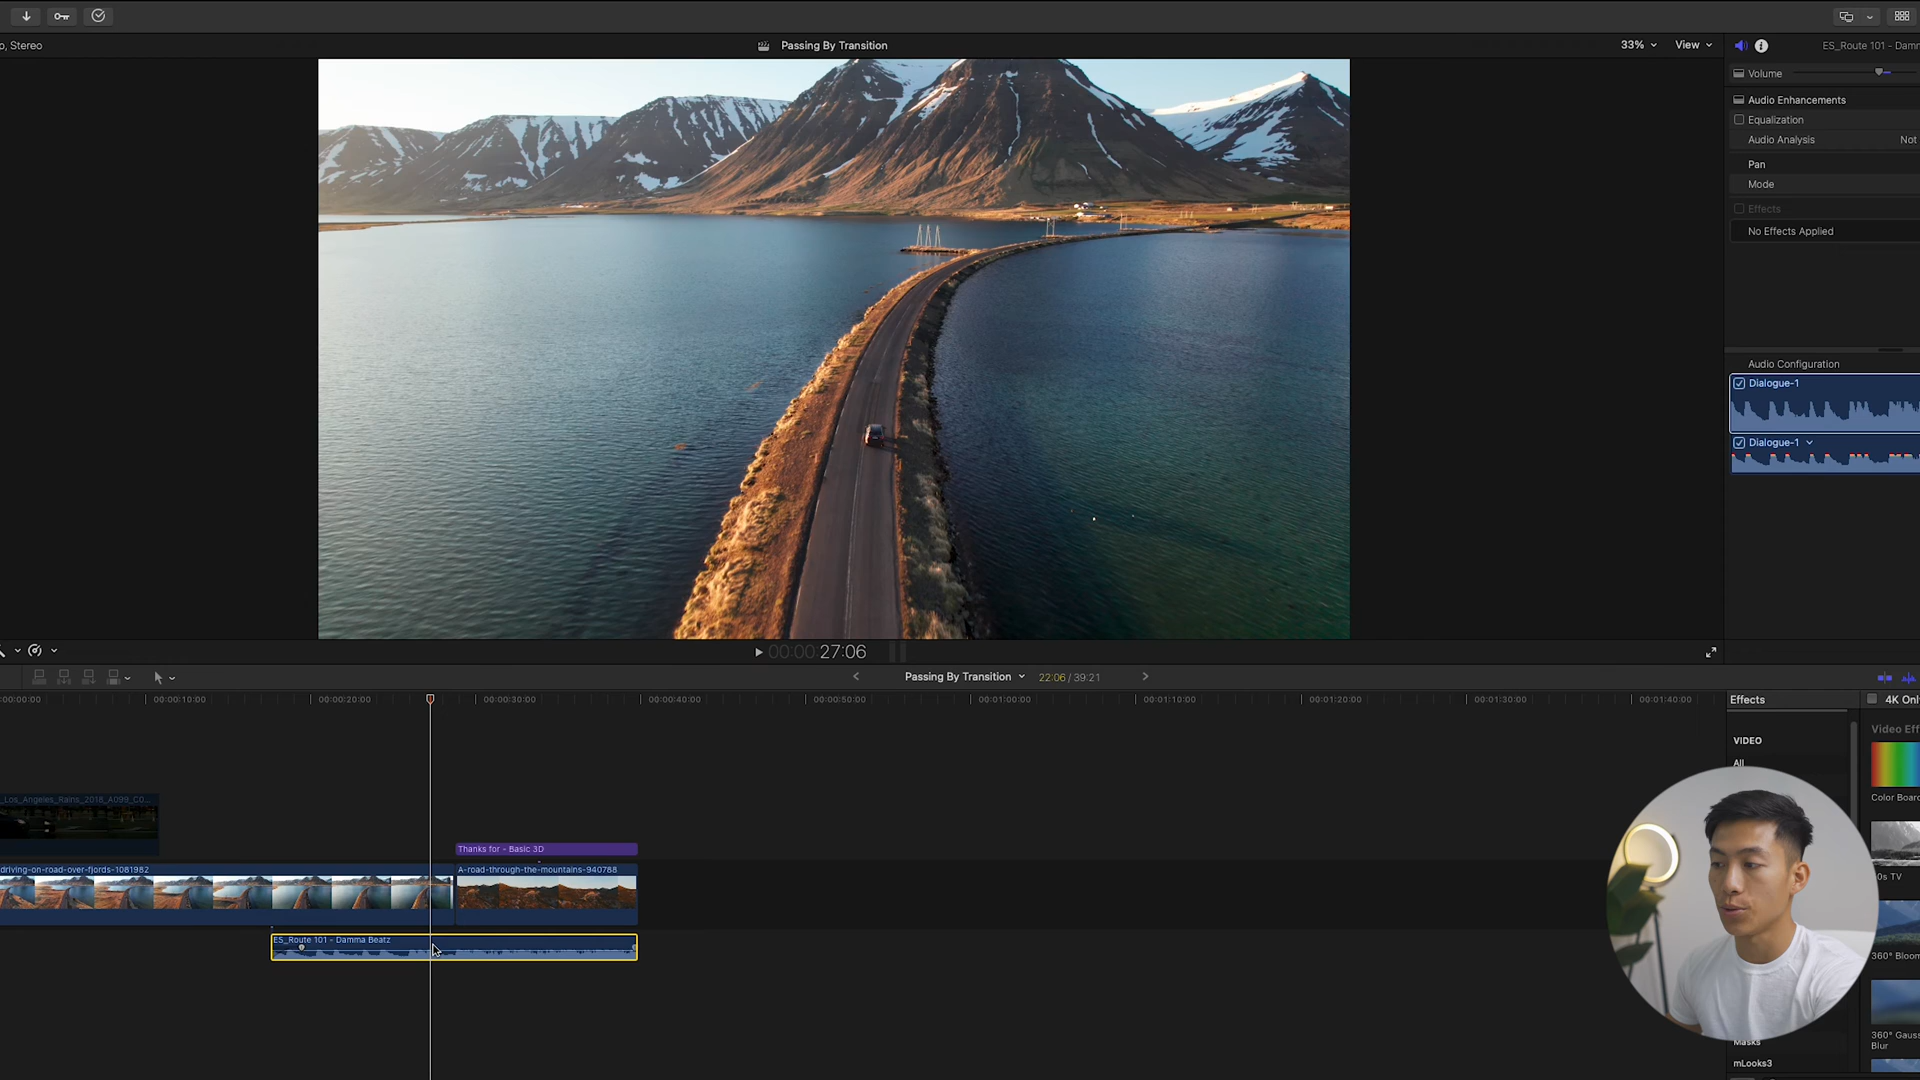 p, Stereo
Passing By Transition
33%
View
ES_Route 101 - Damm
Volume
Audio Enhancements
Equalization
Audio Analysis
Not
Pan
Mode
Effects
No Effects Applied
Audio Configuration
Dialogue-1
Dialogue-1
00:00:27:06
Passing By Transition
22:06 / 39:21
00:00:00
00:00:10:00
00:00:20:00
00:00:30:00
00:00:40:00
00:00:50:00
00:01:00:00
00:01:10:00
00:01:20:00
00:01:30:00
00:01:40:00
Effects
4K Onl
VIDEO
Video Eff
All
Color Board
_Los_Angeles_Rains_2018_A099_C0...
Thanks for - Basic 3D
driving-on-road-over-fjords-1081982
A-road-through-the-mountains-940788
0s TV
ES_Route 101 - Damma Beatz
360° Bloom
360° Gauss
Blur
Masks
mLooks3